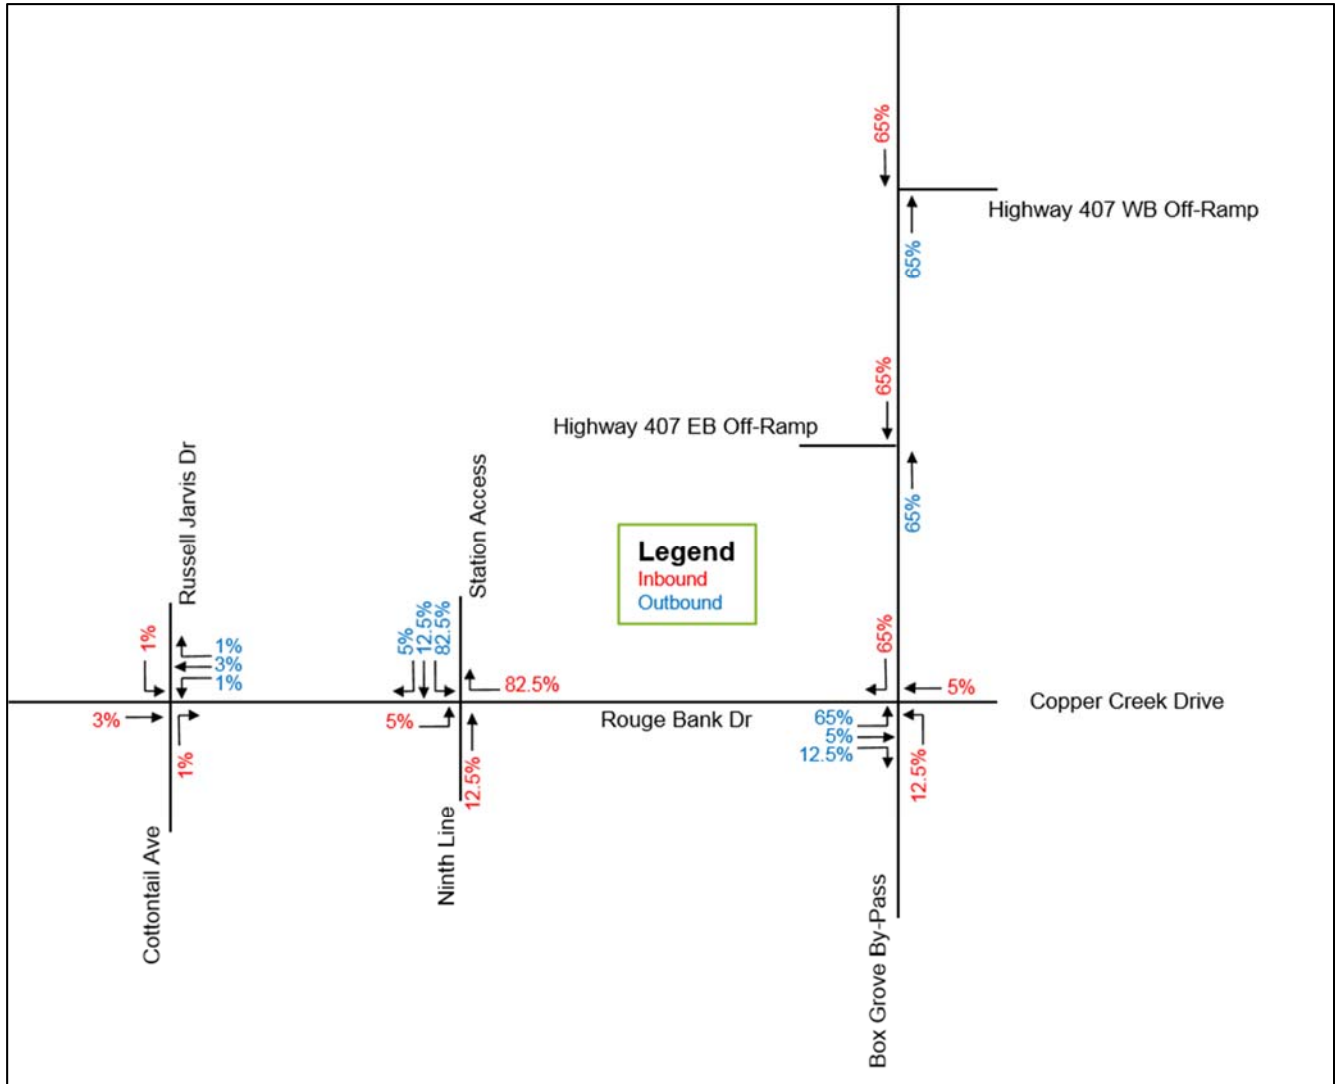 65%
Highway 407 WB Off-Ramp
65%
65%
Highway 407 EB Off-Ramp
65%
Russell Jarvis Dr
Station Access
Legend
Inbound
Outbound
1%
1%
3%
1%
5%
12.5%
82.5%
65%
82.5%
5%
3%
5%
Rouge Bank Dr
Copper Creek Drive
65%
5%
12.5%
1%
12.5%
12.5%
Cottontail Ave
Ninth Line
Box Grove By-Pass